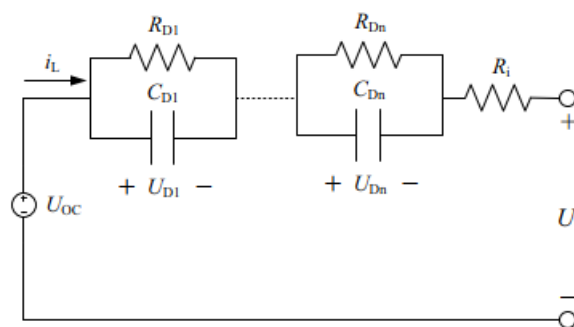 R_D1
R_Dn
i_L
C_D1
C_Dn
R_i
+ U_D1 −
+ U_Dn −
+
U_OC
U
−